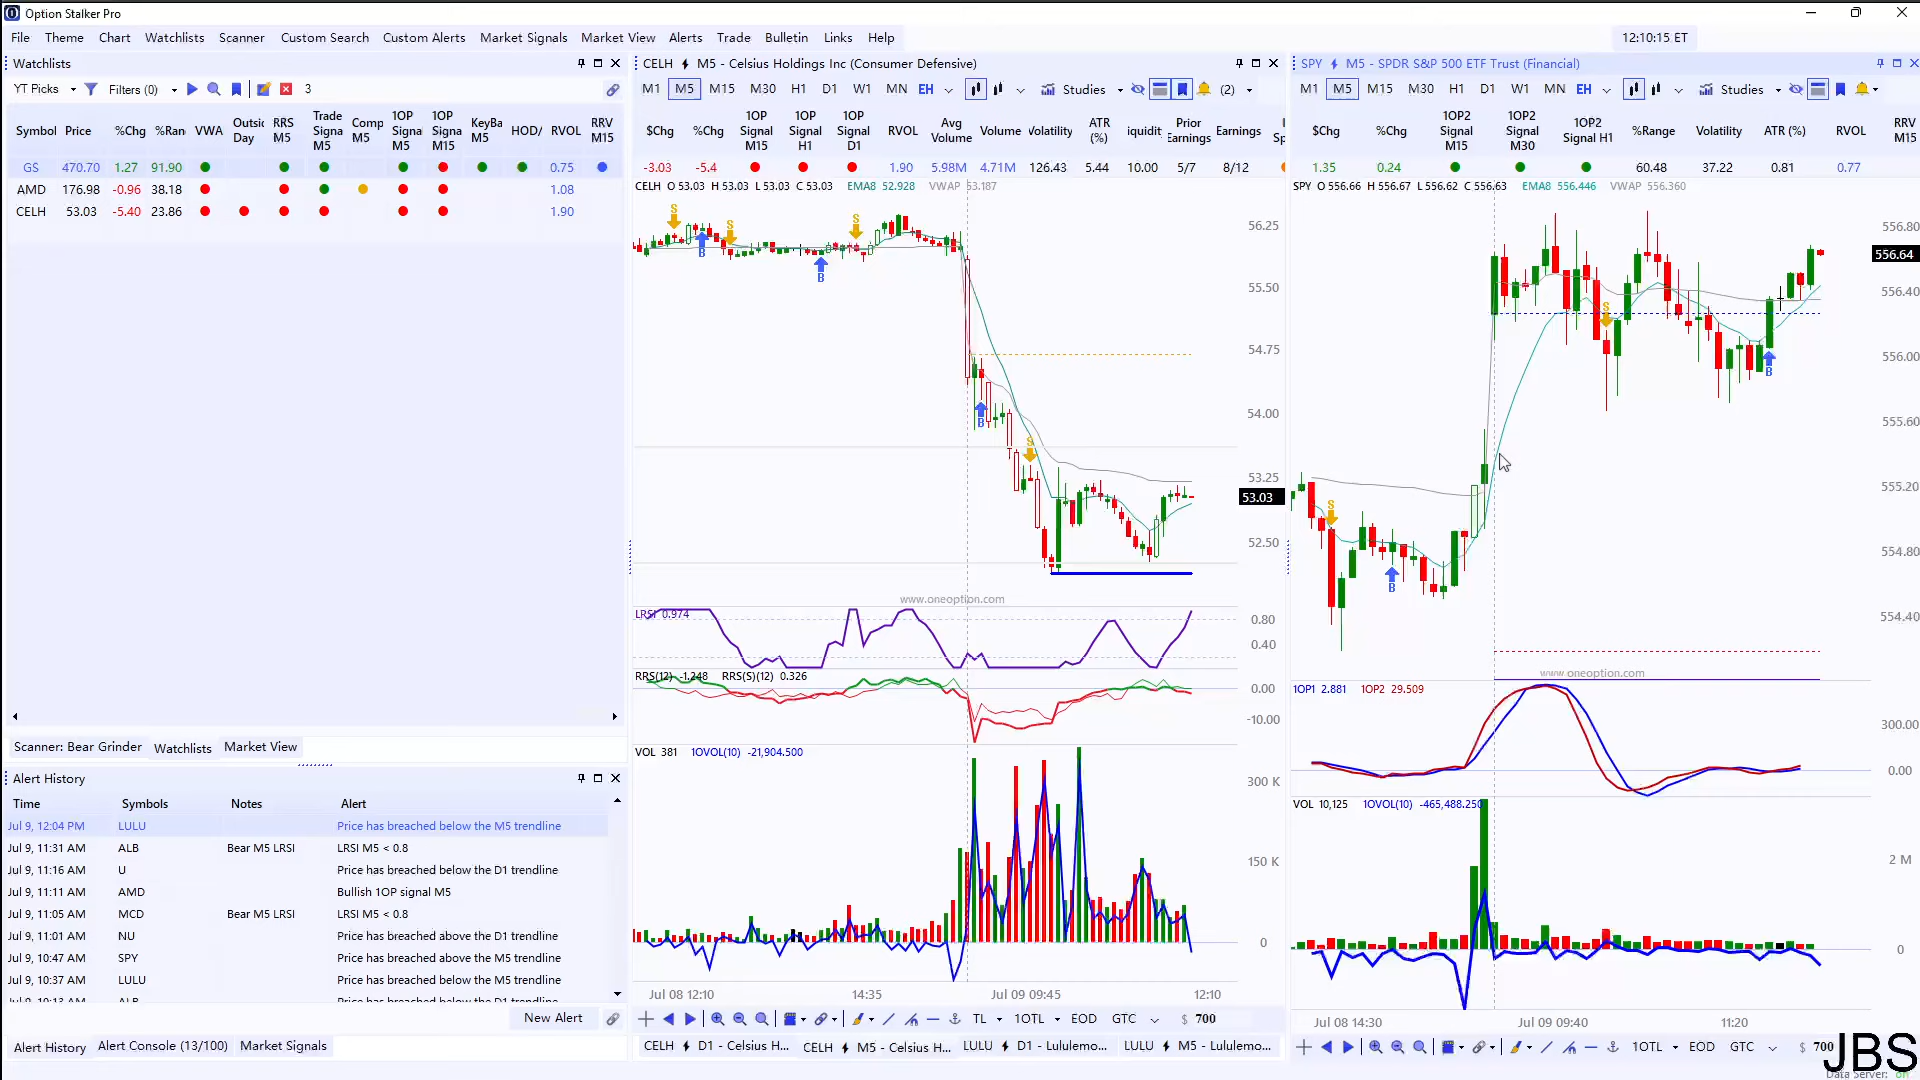 Option Stalker Pro
File Theme Chart Watchlists Scanner Custom Search Custom Alerts Market Signals Market View Alerts Trade Bulletin Links Help 12:10:15 ET
Watchlists
YT Picks Filters (0) 3
Symbol Price %Chg %Ran VWA Outsid Day RRS M5 Trade Signa M5 Comp M5 1OP Signa M5 1OP Signa M15 KeyBa M5 HOD/ RVOL RRV M15
GS 470.70 1.27 91.90 0.75
AMD 176.98 -0.96 38.18 1.08
CELH 53.03 -5.40 23.86 1.90
Scanner: Bear Grinder Watchlists Market View
Alert History
Time Symbols Notes Alert
Jul 9, 12:04 PM LULU Price has breached below the M5 trendline
Jul 9, 11:31 AM ALB Bear M5 LRSI LRSI M5 < 0.8
Jul 9, 11:16 AM U Price has breached below the D1 trendline
Jul 9, 11:11 AM AMD Bullish 1OP signal M5
Jul 9, 11:05 AM MCD Bear M5 LRSI LRSI M5 < 0.8
Jul 9, 11:01 AM NU Price has breached above the D1 trendline
Jul 9, 10:47 AM SPY Price has breached above the M5 trendline
Jul 9, 10:37 AM LULU Price has breached below the M5 trendline
Jul 9, 10:13 AM ALB Price has breached below the D1 trendline
New Alert
Alert History Alert Console (13/100) Market Signals
CELH M5 - Celsius Holdings Inc (Consumer Defensive)
M1 M5 M15 M30 H1 D1 W1 MN EH Studies (2)
$Chg %Chg 1OP Signal M15 1OP Signal H1 1OP Signal D1 RVOL Avg Volume Volume Volatility ATR (%) iquidit Prior Earnings Earnings
-3.03 -5.4 1.90 5.98M 4.71M 126.43 5.44 10.00 5/7 8/12
CELH O 53.03 H 53.03 L 53.03 C 53.03 EMA8 52.928 VWAP 53.187
S S S S
B B B
56.25
55.50
54.75
54.00
53.25
53.03
52.50
www.oneoption.com
LRSI 0.974
0.80
0.40
RRS(12) -1.248 RRS(S)(12) 0.326
0.00
-10.00
VOL 381 1OVOL(10) -21,904.500
300 K
150 K
0
Jul 08 12:10 14:35 Jul 09 09:45 12:10
TL 1OTL EOD GTC $ 700
CELH D1 - Celsius H... CELH M5 - Celsius H... LULU D1 - Lululemo... LULU M5 - Lululemo...
SPY M5 - SPDR S&P 500 ETF Trust (Financial)
M1 M5 M15 M30 H1 D1 W1 MN EH Studies
$Chg %Chg 1OP2 Signal M15 1OP2 Signal M30 1OP2 Signal H1 %Range Volatility ATR (%) RVOL RRV M15
1.35 0.24 60.48 37.22 0.81 0.77
SPY O 556.66 H 556.67 L 556.62 C 556.63 EMA8 556.446 VWAP 556.360
S S
B B
556.80
556.64
556.40
556.00
555.60
555.20
554.80
554.40
www.oneoption.com
1OP1 2.881 1OP2 29.509
300.00
0.00
VOL 10,125 1OVOL(10) -465,488.250
2 M
0
Jul 08 14:30 Jul 09 09:40 11:20
1OTL EOD GTC $ 700
JBS
Data Server: